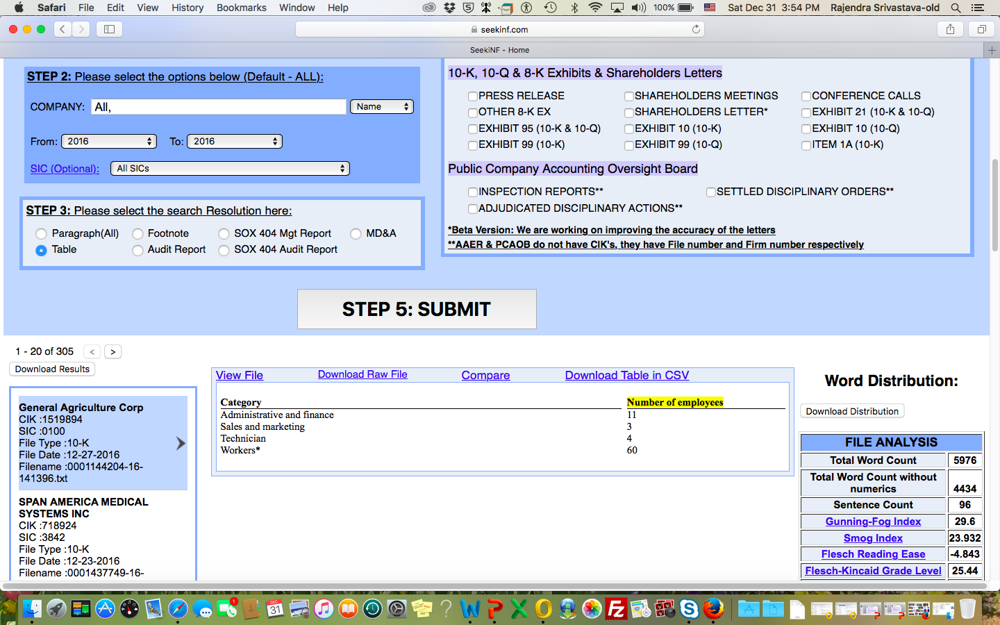 Safari File Edit View History Bookmarks Window Help 100% Sat Dec 31 3:54 PM Rajendra Srivastava-old
seekinf.com
SeekiNF - Home
STEP 2: Please select the options below (Default - ALL):
COMPANY: All, Name
From: 2016 To: 2016
SIC (Optional): All SICs
STEP 3: Please select the search Resolution here:
Paragraph(All) Footnote SOX 404 Mgt Report MD&A
Table Audit Report SOX 404 Audit Report
10-K, 10-Q & 8-K Exhibits & Shareholders Letters
PRESS RELEASE SHAREHOLDERS MEETINGS CONFERENCE CALLS
OTHER 8-K EX SHAREHOLDERS LETTER* EXHIBIT 21 (10-K & 10-Q)
EXHIBIT 95 (10-K & 10-Q) EXHIBIT 10 (10-K) EXHIBIT 10 (10-Q)
EXHIBIT 99 (10-K) EXHIBIT 99 (10-Q) ITEM 1A (10-K)
Public Company Accounting Oversight Board
INSPECTION REPORTS** SETTLED DISCIPLINARY ORDERS**
ADJUDICATED DISCIPLINARY ACTIONS**
*Beta Version: We are working on improving the accuracy of the letters
**AAER & PCAOB do not have CIK's, they have File number and Firm number respectively
STEP 5: SUBMIT
1 - 20 of 305 < >
Download Results
General Agriculture Corp
CIK :1519894
SIC :0100
File Type :10-K
File Date :12-27-2016
Filename :0001144204-16-
141396.txt
SPAN AMERICA MEDICAL
SYSTEMS INC
CIK :718924
SIC :3842
File Type :10-K
File Date :12-23-2016
Filename :0001437749-16-
View File Download Raw File Compare Download Table in CSV
Category Number of employees
Administrative and finance 11
Sales and marketing 3
Technician 4
Workers* 60
Word Distribution:
Download Distribution
FILE ANALYSIS
Total Word Count 5976
Total Word Count without
numerics 4434
Sentence Count 96
Gunning-Fog Index 29.6
Smog Index 23.932
Flesch Reading Ease -4.843
Flesch-Kincaid Grade Level 25.44